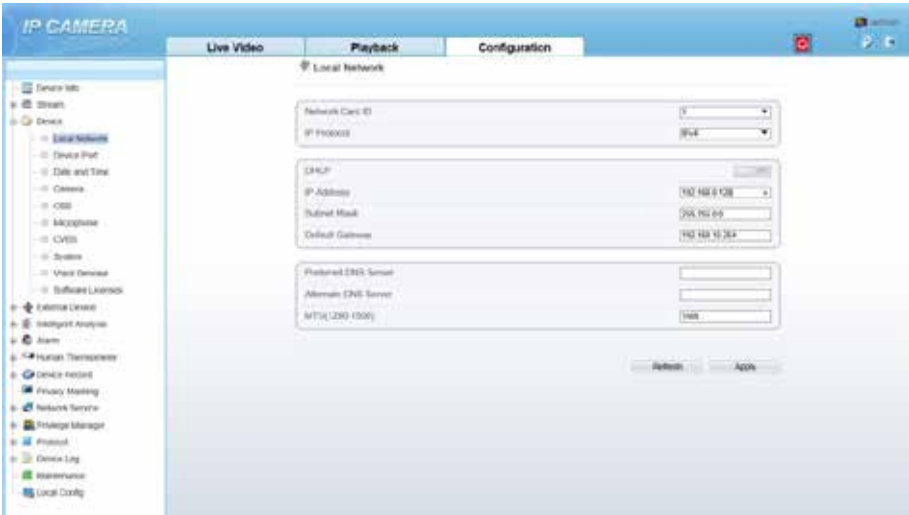 IP CAMERA
Live Video
Playback
Configuration
Local Network
Device Info
Stream
Device
Local Network
Device Port
Date and Time
Camera
OSD
Microphone
CVBS
System
Voice Denoise
Software Licenses
External Device
Intelligent Analysis
Alarm
Human Thermometer
Device Record
Privacy Masking
Network Service
Privilege Manager
Protocol
Device Log
Maintenance
Local Config
Network Card ID
IP Protocol IPv4
DHCP
IP Address
Subnet Mask
Default Gateway
Preferred DNS Server
Alternate DNS Server
Refresh Apply